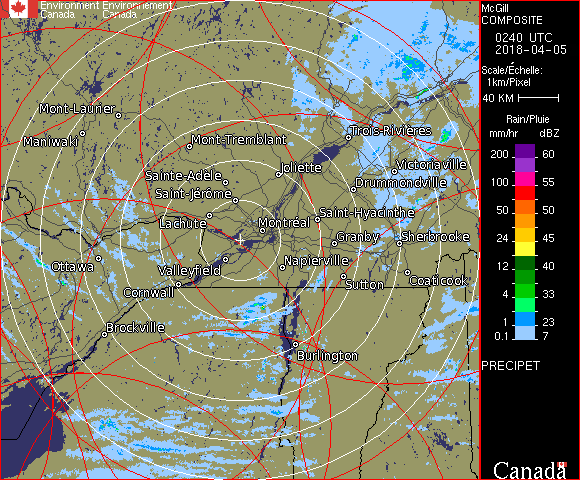 Environment Environnement
Canada Canada
McGill
COMPOSITE
0240 UTC
2018-04-05
Scale/Échelle:
1km/Pixel
40 KM
Rain/Pluie
mm/hr dBZ
200 60
150 60
100 55
50 50
24 45
12 40
4 33
1 23
0.1 7
PRECIPET
Canada
Mont-Laurier
Maniwaki
Mont-Tremblant
Trois-Rivières
Joliette
Victoriaville
Sainte-Adèle
Drummondville
Saint-Jérôme
Saint-Hyacinthe
Lachute
Montréal
Granby
Sherbrooke
Ottawa
Valleyfield
Napierville
Coaticook
Cornwall
Sutton
Brockville
Burlington